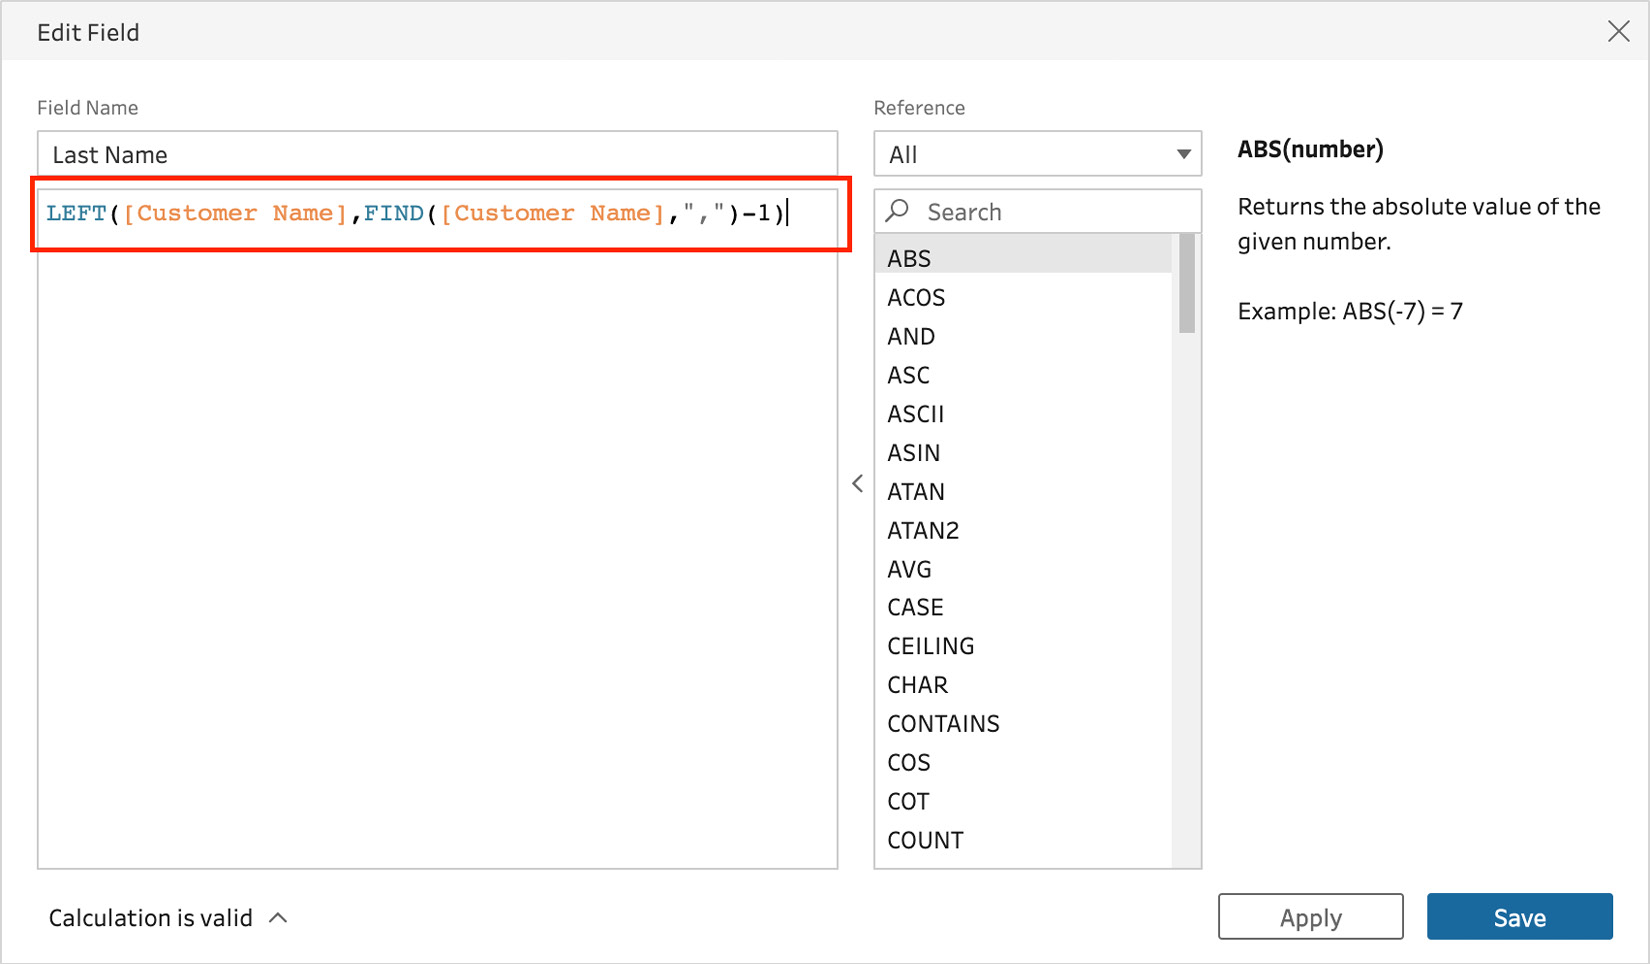 Edit Field
Field Name
Last Name
LEFT([Customer Name],FIND([Customer Name],",")-1)
Calculation is valid
Reference
All
Search
ABS
ACOS
AND
ASC
ASCII
ASIN
ATAN
ATAN2
AVG
CASE
CEILING
CHAR
CONTAINS
COS
COT
COUNT
ABS(number)
Returns the absolute value of the
given number.
Example: ABS(-7) = 7
Apply
Save